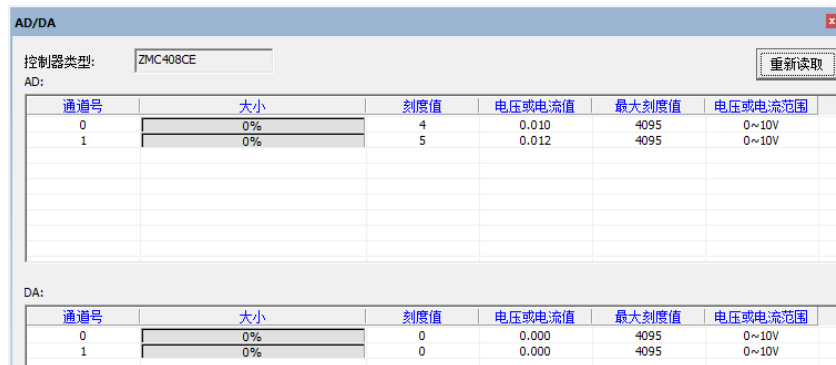 AD/DA
控制器类型: ZMC408CE 重新读取
AD:
通道号 大小 刻度值 电压或电流值 最大刻度值 电压或电流范围
0 0% 4 0.010 4095 0~10V
1 0% 5 0.012 4095 0~10V
DA:
通道号 大小 刻度值 电压或电流值 最大刻度值 电压或电流范围
0 0% 0 0.000 4095 0~10V
1 0% 0 0.000 4095 0~10V